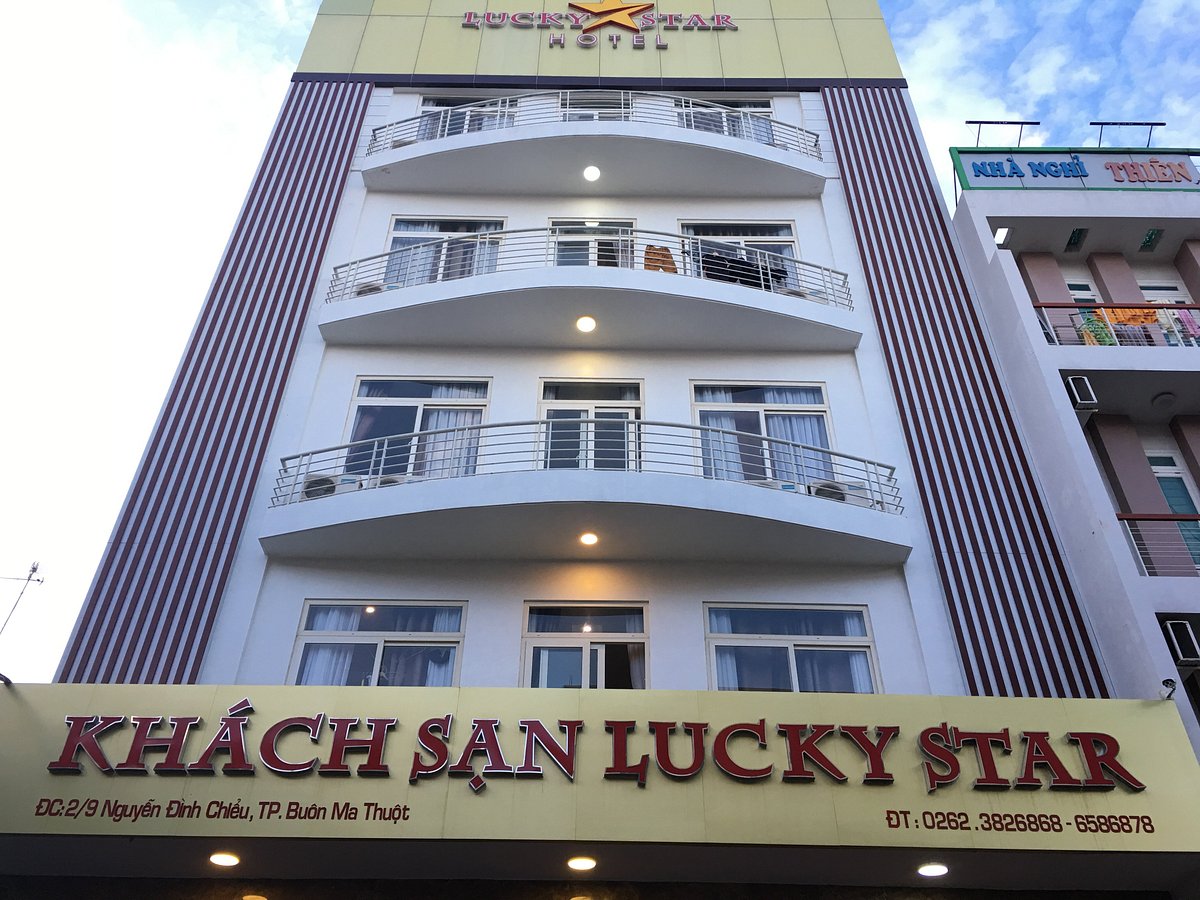 LUCKY STAR
HOTEL
NHÀ NGHỈ THIÊN
KHÁCH SẠN LUCKY STAR
ĐC: 2/9 Nguyễn Đình Chiểu, TP. Buôn Ma Thuột
ĐT : 0262 . 3826868 - 6586878